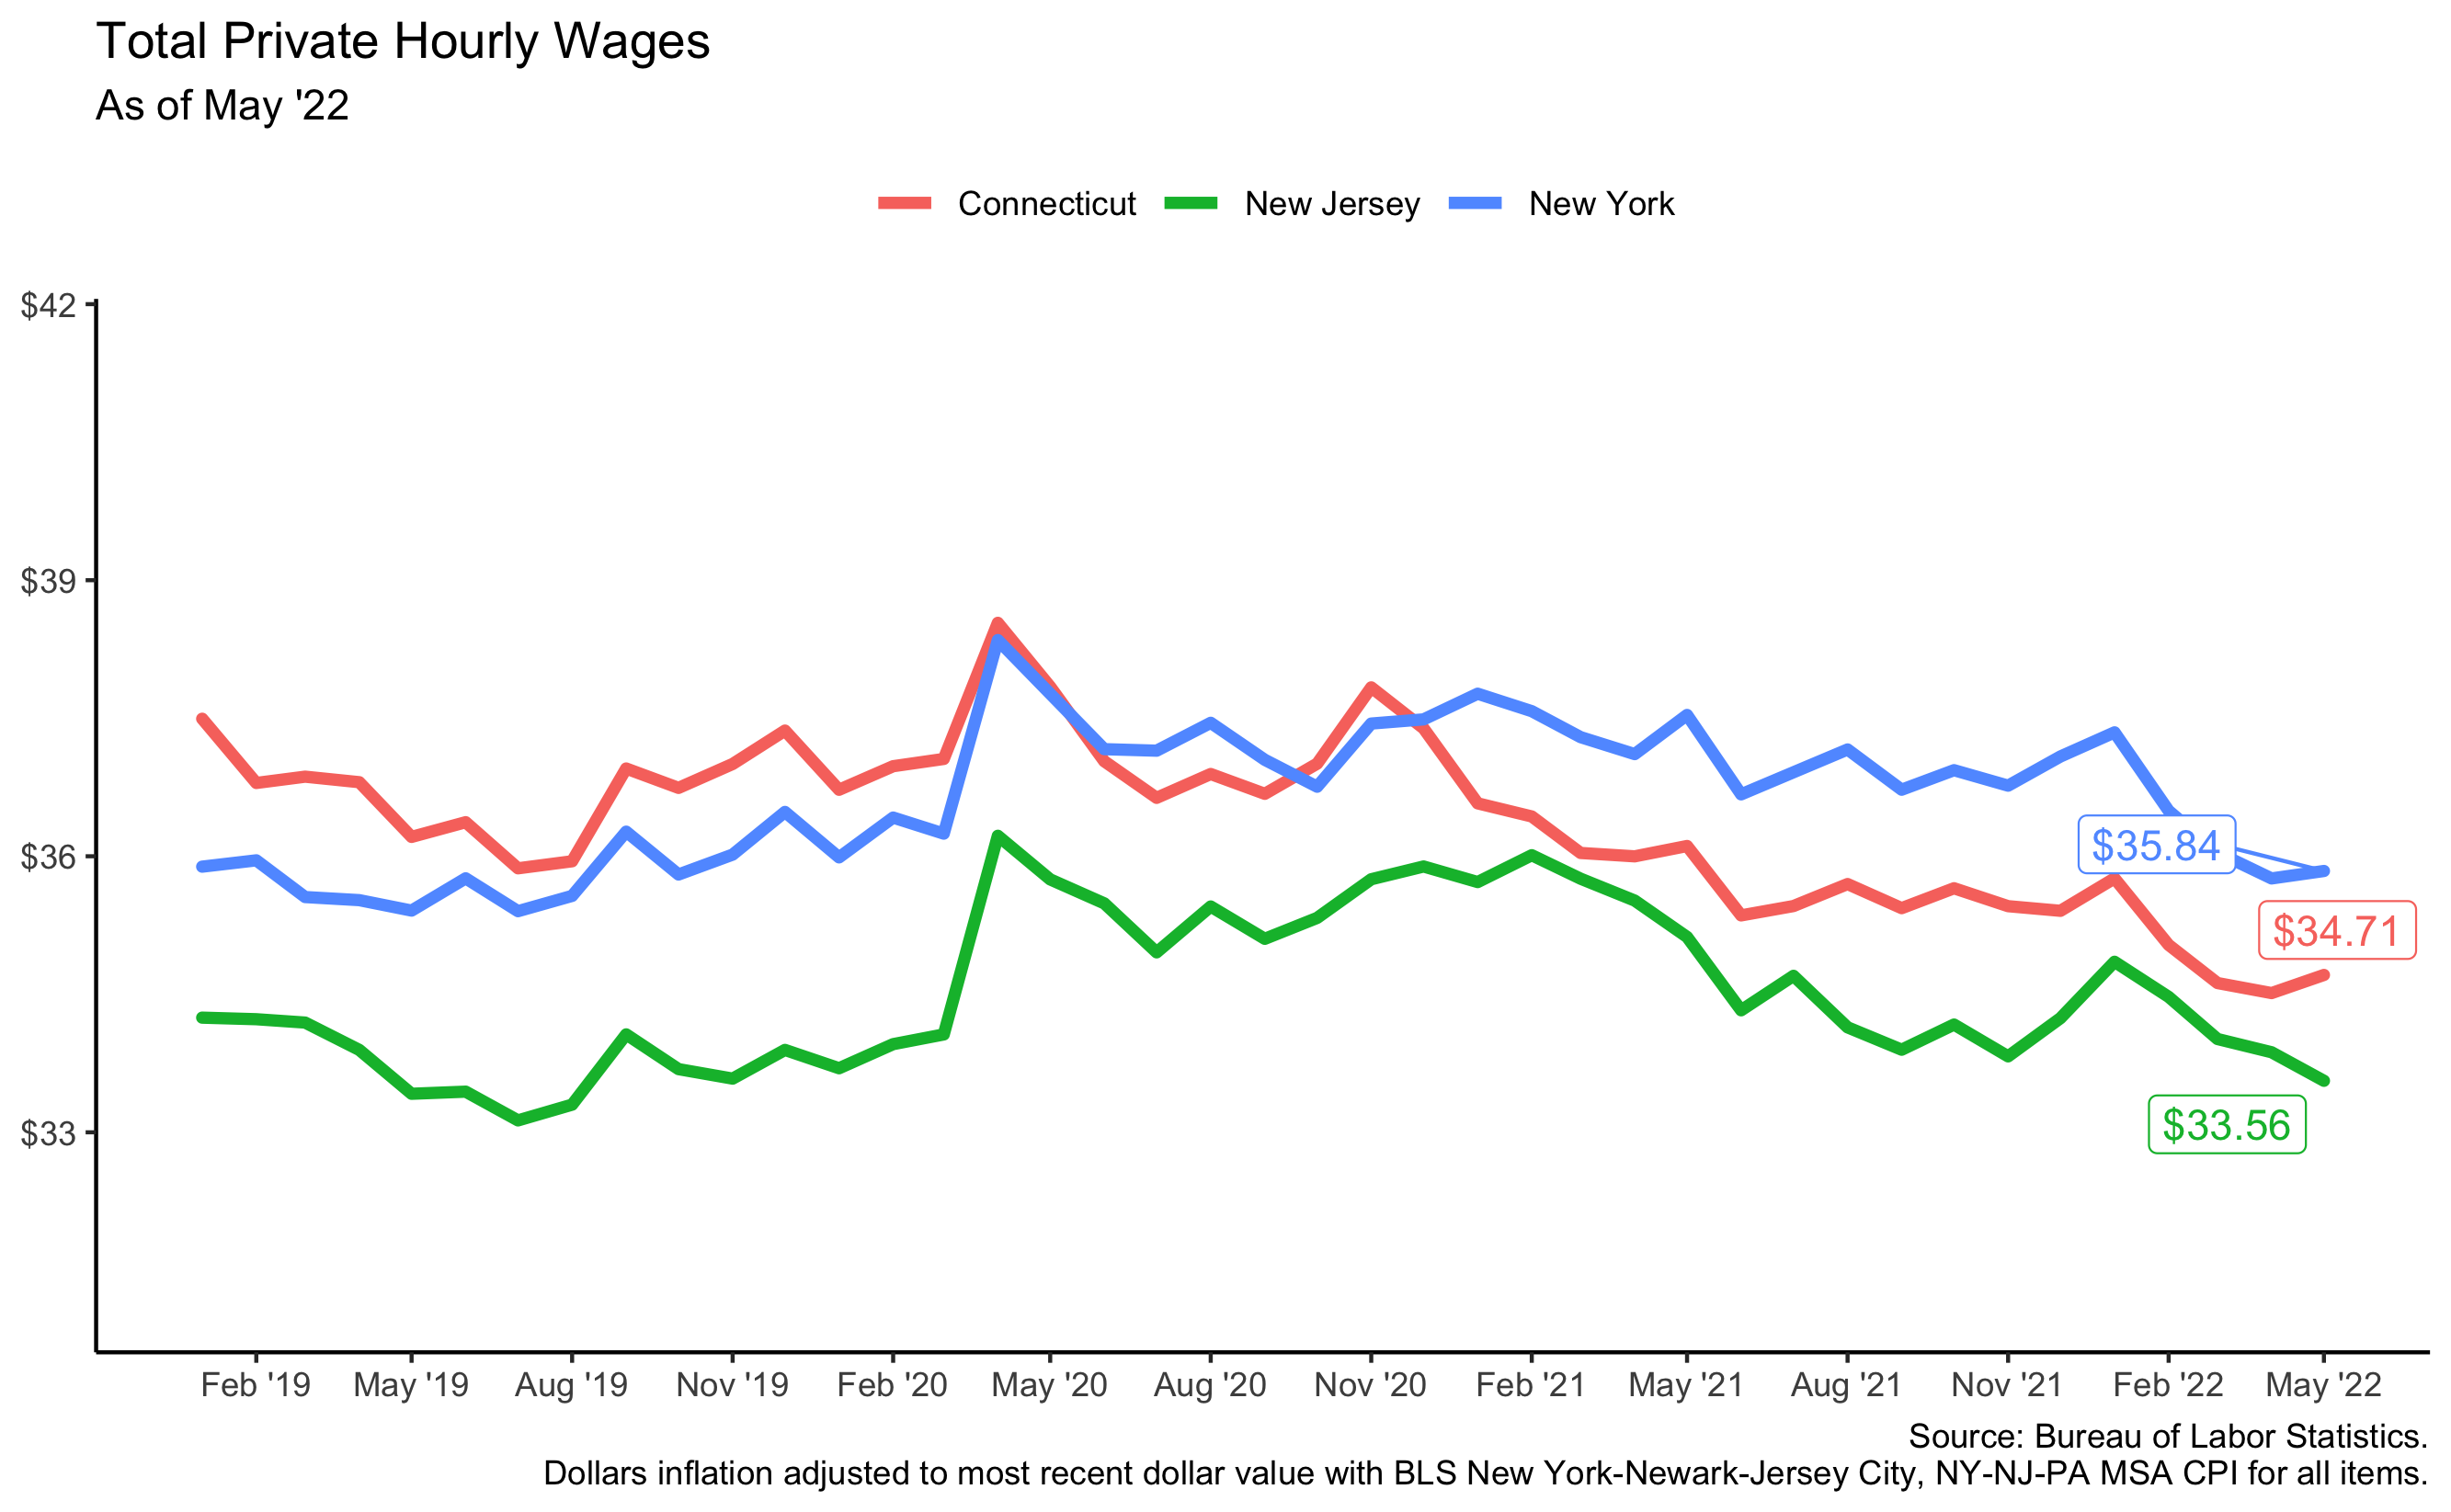 Total Private Hourly Wages
As of May '22
Connecticut New Jersey New York
$42
$39
$36
$33
$35.84
$34.71
$33.56
Feb '19 May '19 Aug '19 Nov '19 Feb '20 May '20 Aug '20 Nov '20 Feb '21 May '21 Aug '21 Nov '21 Feb '22 May '22
Source: Bureau of Labor Statistics.
Dollars inflation adjusted to most recent dollar value with BLS New York-Newark-Jersey City, NY-NJ-PA MSA CPI for all items.